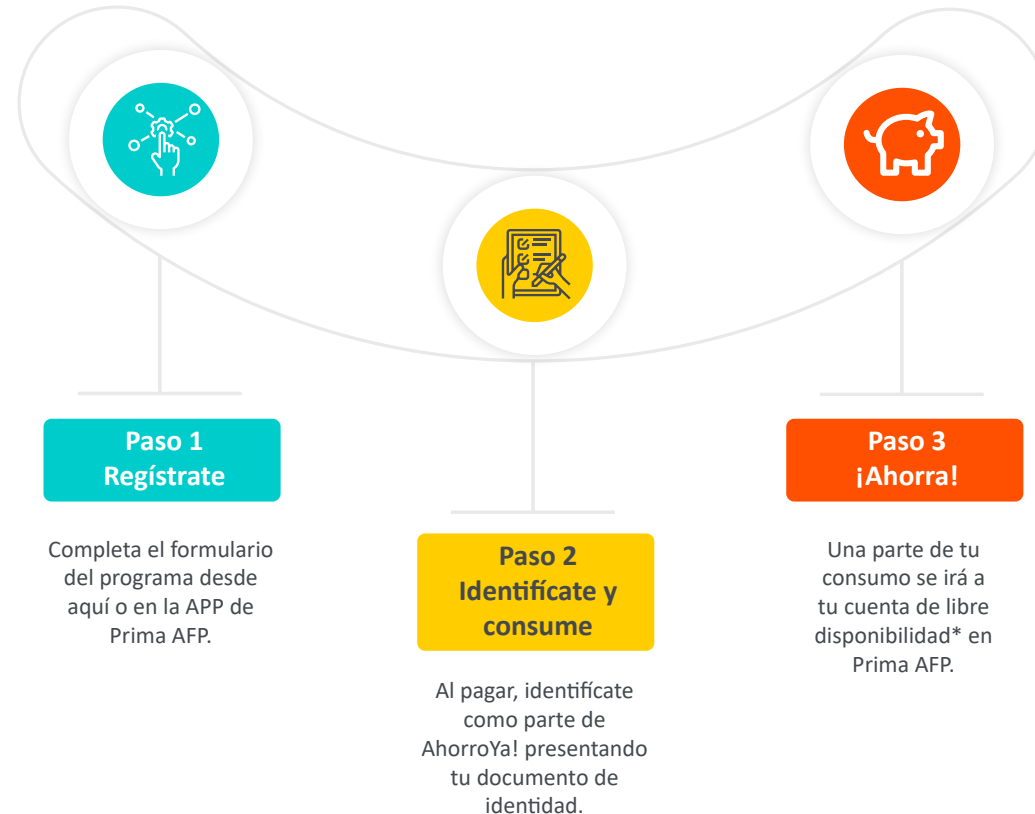 Paso 1
Regístrate
Completa el formulario
del programa desde
aquí o en la APP de
Prima AFP.
Paso 2
Identifícate y
consume
Al pagar, identifícate
como parte de
AhorroYa! presentando
tu documento de
identidad.
Paso 3
¡Ahorra!
Una parte de tu
consumo se irá a
tu cuenta de libre
disponibilidad* en
Prima AFP.